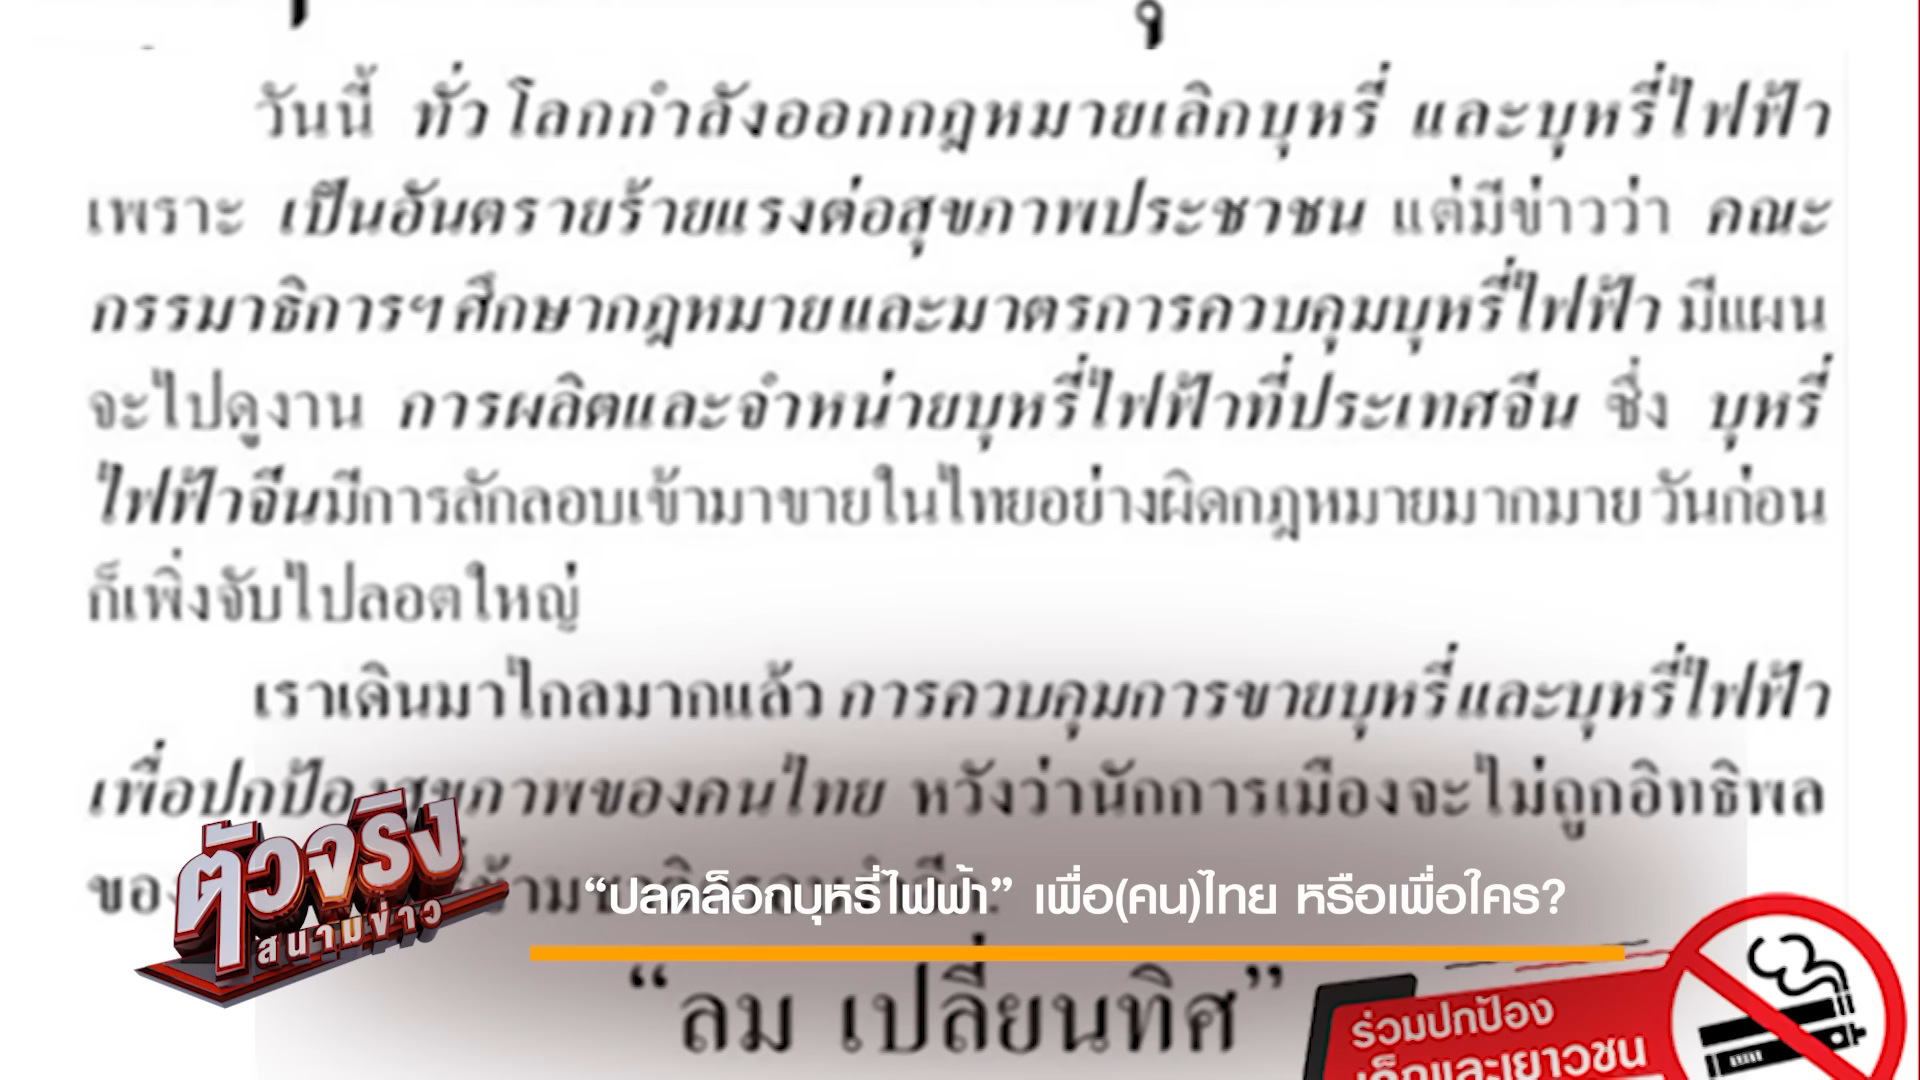 วันนี้ ทั่วโลกกำลังออกกฎหมายเลิกบุหรี่ และบุหรี่ไฟฟ้า
เพราะ เป็นอันตรายร้ายแรงต่อสุขภาพประชาชน แต่มีข่าวว่า คณะ
กรรมาธิการฯศึกษากฎหมายและมาตรการควบคุมบุหรี่ไฟฟ้า มีแผน
จะไปดูงาน การผลิตและจำหน่ายบุหรี่ไฟฟ้าที่ประเทศจีน ซึ่ง บุหรี่
ไฟฟ้าจีนมีการลักลอบเข้ามาขายในไทยอย่างผิดกฎหมายมากมาย วันก่อน
ก็เพิ่งจับไปลอตใหญ่
เราเดินมาไกลมากแล้ว การควบคุมการขายบุหรี่และบุหรี่ไฟฟ้า
เพื่อปกป้องสุขภาพของคนไทย หวังว่านักการเมืองจะไม่ถูกอิทธิพล
ของ
ตัวจริง
สนามข่าว
“ปลดล็อกบุหรี่ไฟฟ้า” เพื่อ(คน)ไทย หรือเพื่อใคร?
“ลม เปลี่ยนทิศ”
ร่วมปกป้อง
เด็กและเยาวชน